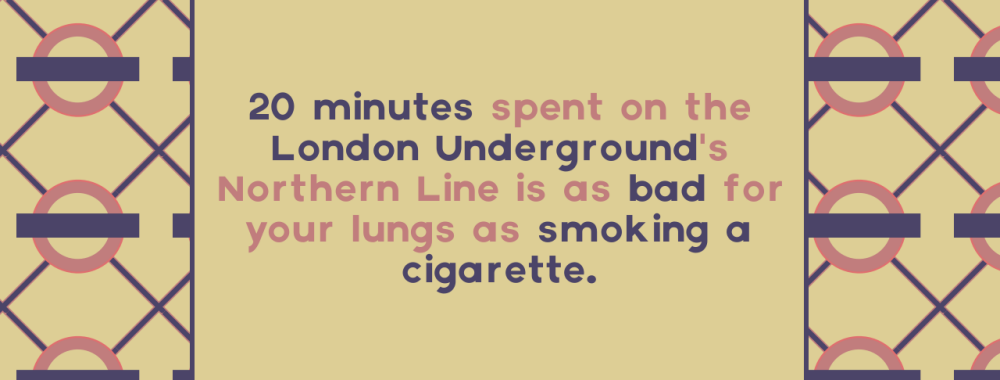 20 minutes spent on the
London Underground's
Northern Line is as bad for
your lungs as smoking a
cigarette.